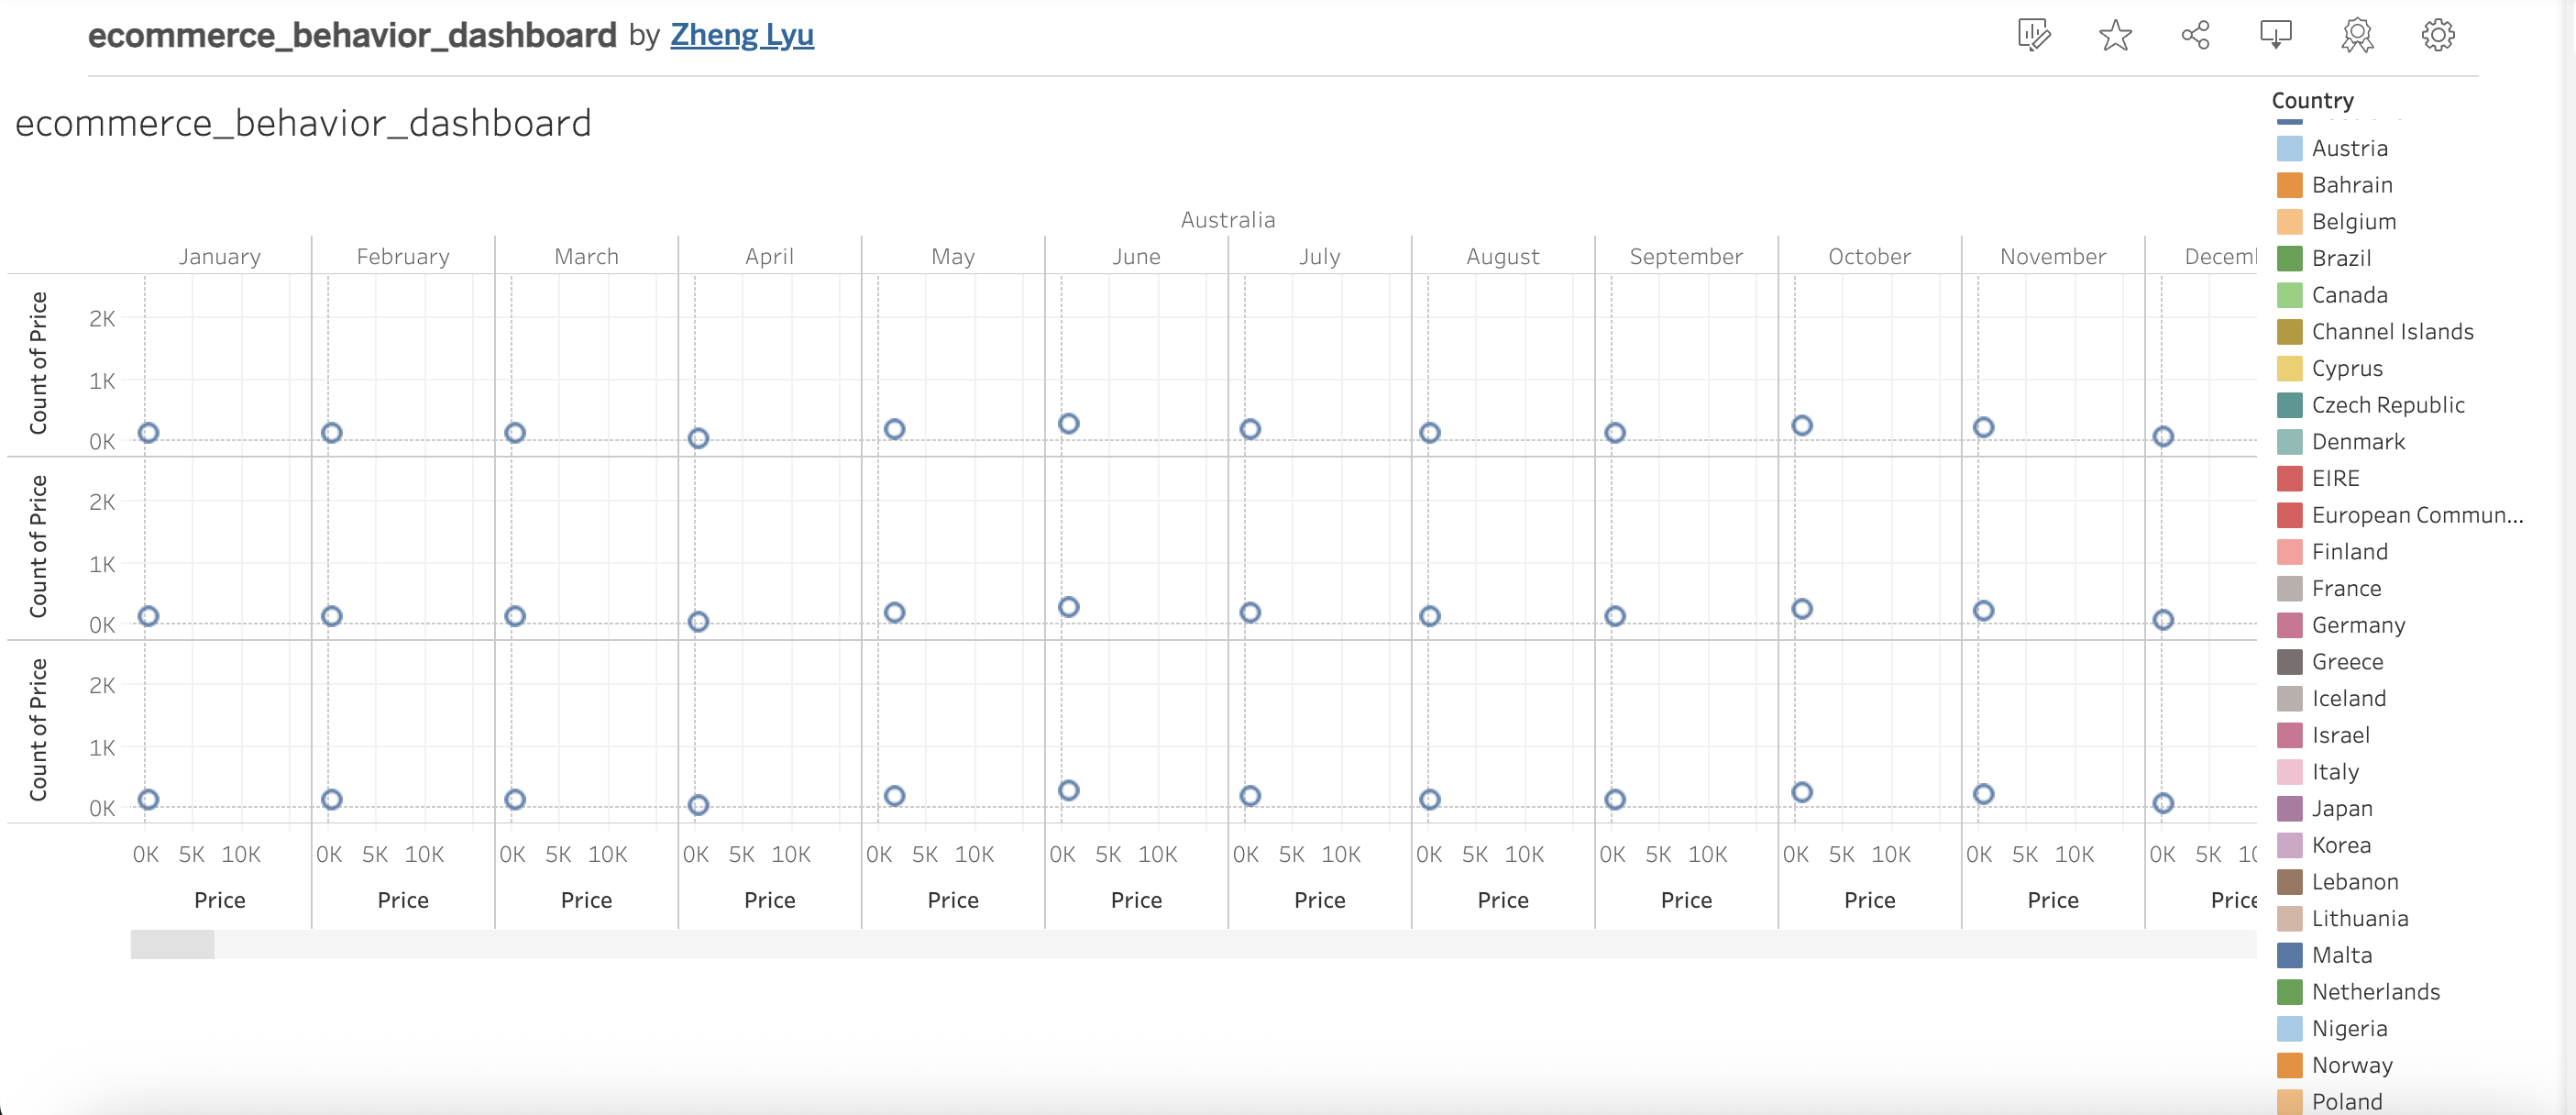 ecommerce_behavior_dashboard by Zheng Lyu
ecommerce_behavior_dashboard
Australia
January February March April May June July August September October November Decem
Count of Price
2K
1K
0K
Count of Price
2K
1K
0K
Count of Price
2K
1K
0K
0K 5K 10K 0K 5K 10K 0K 5K 10K 0K 5K 10K 0K 5K 10K 0K 5K 10K 0K 5K 10K 0K 5K 10K 0K 5K 10K 0K 5K 10K 0K 5K 10K 0K 5K 10
Price Price Price Price Price Price Price Price Price Price Price Price
Country
Austria
Bahrain
Belgium
Brazil
Canada
Channel Islands
Cyprus
Czech Republic
Denmark
EIRE
European Commun...
Finland
France
Germany
Greece
Iceland
Israel
Italy
Japan
Korea
Lebanon
Lithuania
Malta
Netherlands
Nigeria
Norway
Poland